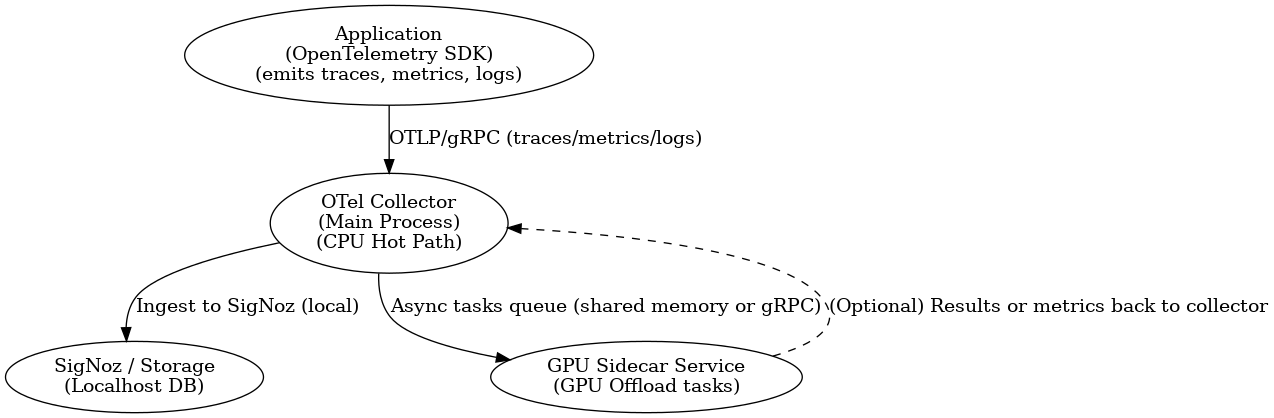 Application
(OpenTelemetry SDK)
(emits traces, metrics, logs)
OTLP/gRPC (traces/metrics/logs)
OTel Collector
(Main Process)
(CPU Hot Path)
Ingest to SigNoz (local)
Async tasks queue (shared memory or gRPC)
(Optional) Results or metrics back to collector
SigNoz / Storage
(Localhost DB)
GPU Sidecar Service
(GPU Offload tasks)